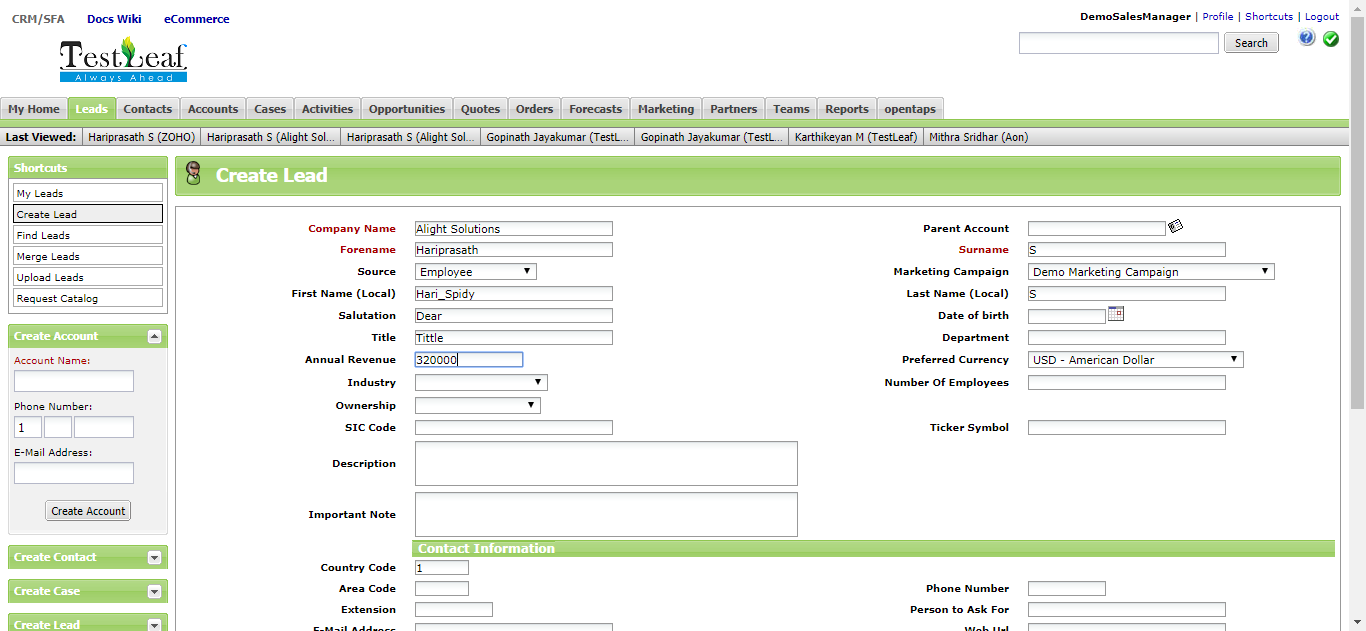 CRM/SFA Docs Wiki eCommerce
DemoSalesManager | Profile | Shortcuts | Logout
TestLeaf
Always Ahead
Search
My Home Leads Contacts Accounts Cases Activities Opportunities Quotes Orders Forecasts Marketing Partners Teams Reports opentaps
Last Viewed: Hariprasath S (ZOHO) Hariprasath S (Alight Sol... Hariprasath S (Alight Sol... Gopinath Jayakumar (TestL... Gopinath Jayakumar (TestL... Karthikeyan M (TestLeaf) Mithra Sridhar (Aon)
Shortcuts
My Leads
Create Lead
Find Leads
Merge Leads
Upload Leads
Request Catalog
Create Account
Account Name:
Phone Number:
1
E-Mail Address:
Create Account
Create Contact
Create Case
Create Lead
Create Lead
Company Name Alight Solutions Parent Account
Forename Hariprasath Surname S
Source Employee Marketing Campaign Demo Marketing Campaign
First Name (Local) Hari_Spidy Last Name (Local) S
Salutation Dear Date of birth
Title Tittle Department
Annual Revenue 320000 Preferred Currency USD - American Dollar
Industry Number Of Employees
Ownership
SIC Code Ticker Symbol
Description
Important Note
Contact Information
Country Code 1
Area Code Phone Number
Extension Person to Ask For
E-Mail Address Web Url